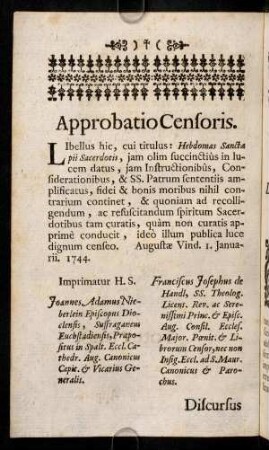 Approbatio Censoris.
Libellus hic, cui titulus: Hebdomas Sancta
pii Sacerdotis, jam olim succinctiùs in lu-
cem datus, jam Instructionibus, Con-
siderationibus, & SS. Patrum sententiis am-
plificatus, fidei & bonis moribus nihil con-
trarium continet, & quoniam ad recolli-
gendum, ac resuscitandum spiritum Sacer-
dotibus tam curatis, quàm non curatis ap-
primè conducit, ideò illum publica luce
dignum censeo. Augustæ Vind. 1. Janua-
rii. 1744.
Imprimatur H. S.
Joannes Adamus Nie-
berlein Episcopus Dio-
clensis, Suffraganeus
Eucbstadiensis, Præpo-
situs in Spalt. Eccl. Ca-
thedr. Aug. Canonicus
Capit. & Vicarius Ge-
neralis.
Franciscus Josephus de
Handl, SS. Theolog.
Licent. Rev. ac Sere-
nissimi Princ. & Episc.
Aug. Consil. Eccles.
Major. Pœnit. & Li-
brorum Censor, nec non
Insig. Eccl. ad S. Maur.
Canonicus & Paro-
chus.
Discursus